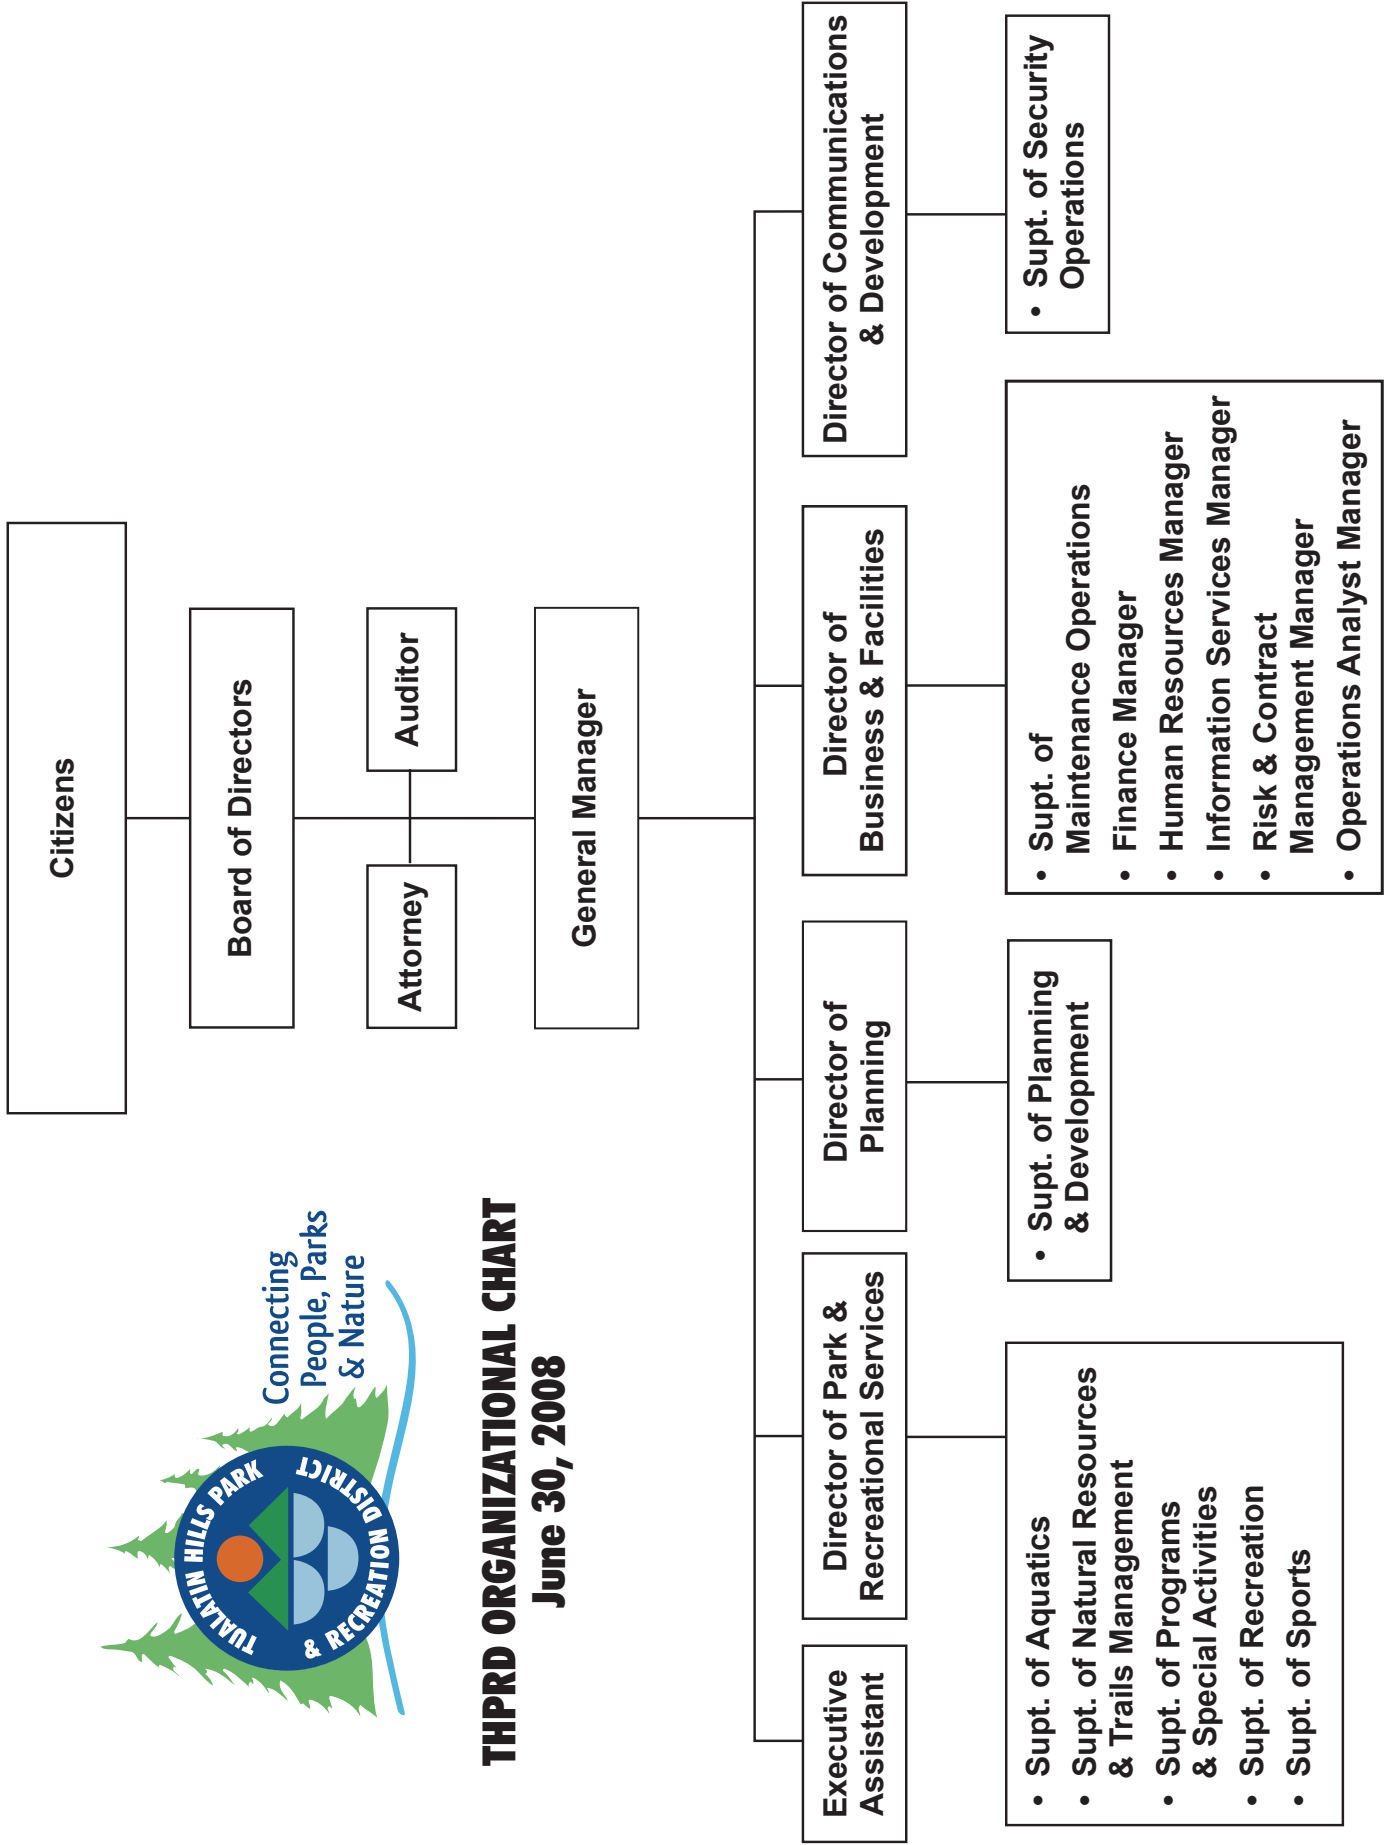 TUALATIN HILLS PARK
& RECREATION DISTRICT
Connecting
People, Parks
& Nature
THPRD ORGANIZATIONAL CHART
June 30, 2008
Citizens
Board of Directors
Attorney
Auditor
General Manager
Executive
Assistant
Director of Park &
Recreational Services
Director of
Planning
Director of
Business & Facilities
Director of Communications
& Development
• Supt. of Aquatics
• Supt. of Natural Resources
& Trails Management
• Supt. of Programs
& Special Activities
• Supt. of Recreation
• Supt. of Sports
• Supt. of Planning
& Development
• Supt. of
Maintenance Operations
• Finance Manager
• Human Resources Manager
• Information Services Manager
• Risk & Contract
Management Manager
• Operations Analyst Manager
• Supt. of Security
Operations